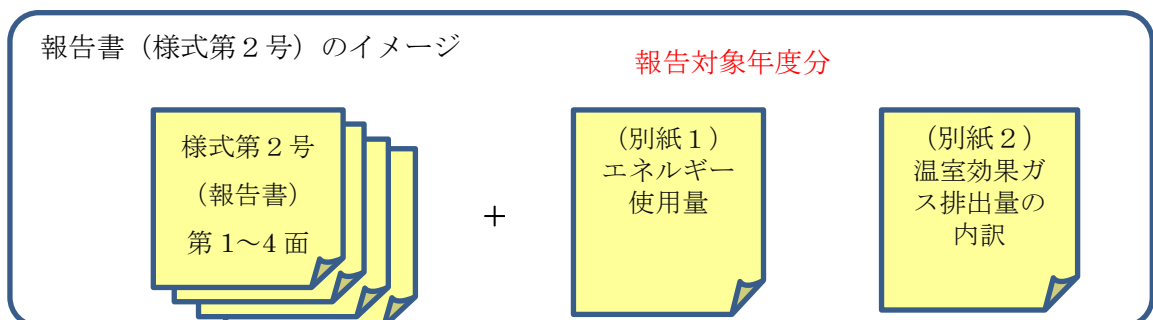 報告書（様式第２号）のイメージ
報告対象年度分
様式第２号
（報告書）
第 1～4 面
＋
（別紙１）
エネルギー
使用量
（別紙２）
温室効果ガ
ス排出量の
内訳